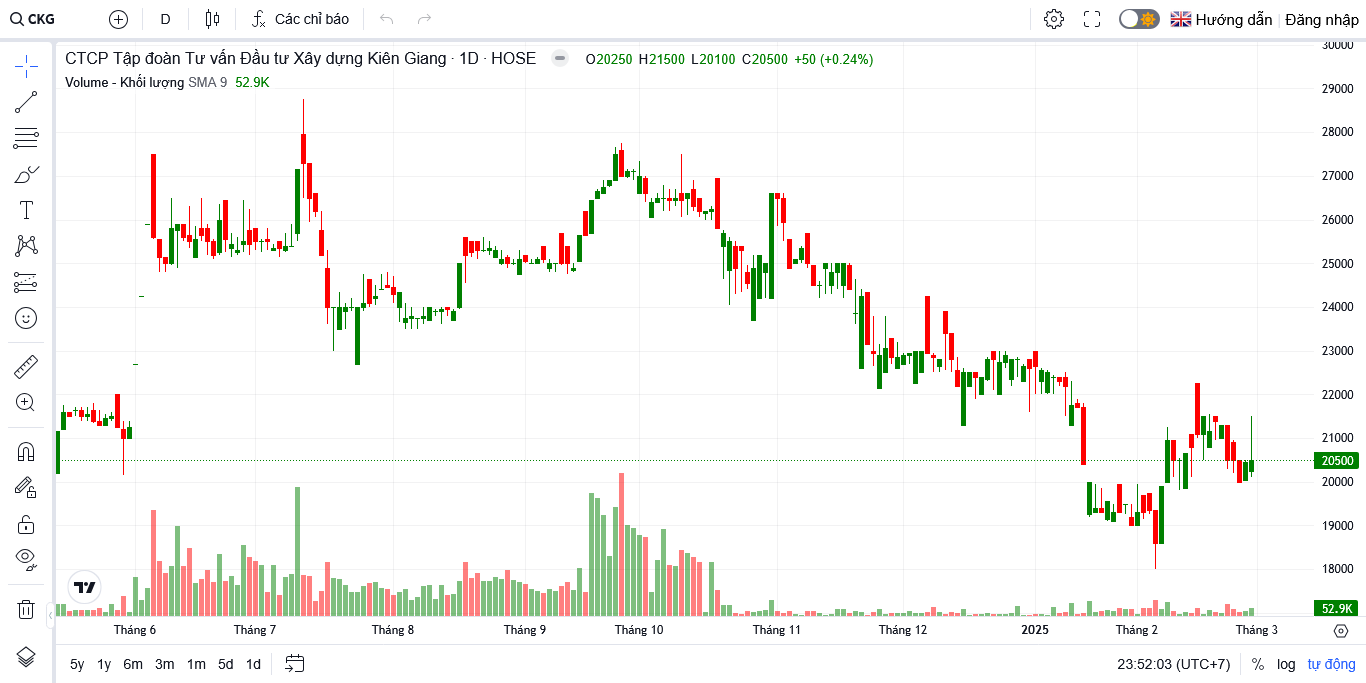 CKG D Các chỉ báo Hướng dẫn Đăng nhập
CTCP Tập đoàn Tư vấn Đầu tư Xây dựng Kiên Giang · 1D · HOSE O20250 H21500 L20100 C20500 +50 (+0.24%)
Volume - Khối lượng SMA 9 52.9K
30000
29000
28000
27000
26000
25000
24000
23000
22000
21000
20500
20000
19000
18000
52.9K
Tháng 6 Tháng 7 Tháng 8 Tháng 9 Tháng 10 Tháng 11 Tháng 12 2025 Tháng 2 Tháng 3
5y 1y 6m 3m 1m 5d 1d 23:52:03 (UTC+7) % log tự động